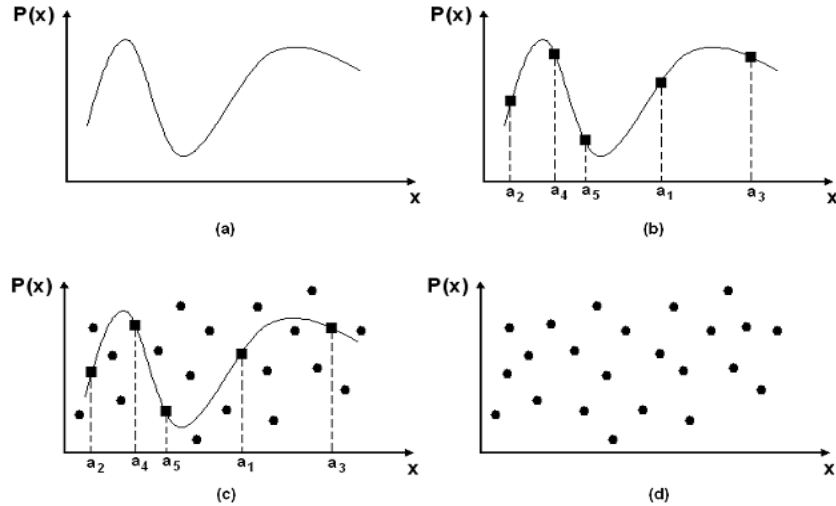 P(x)
x
(a)
P(x)
a2 a4 a5 a1 a3 x
(b)
P(x)
a2 a4 a5 a1 a3 x
(c)
P(x)
x
(d)